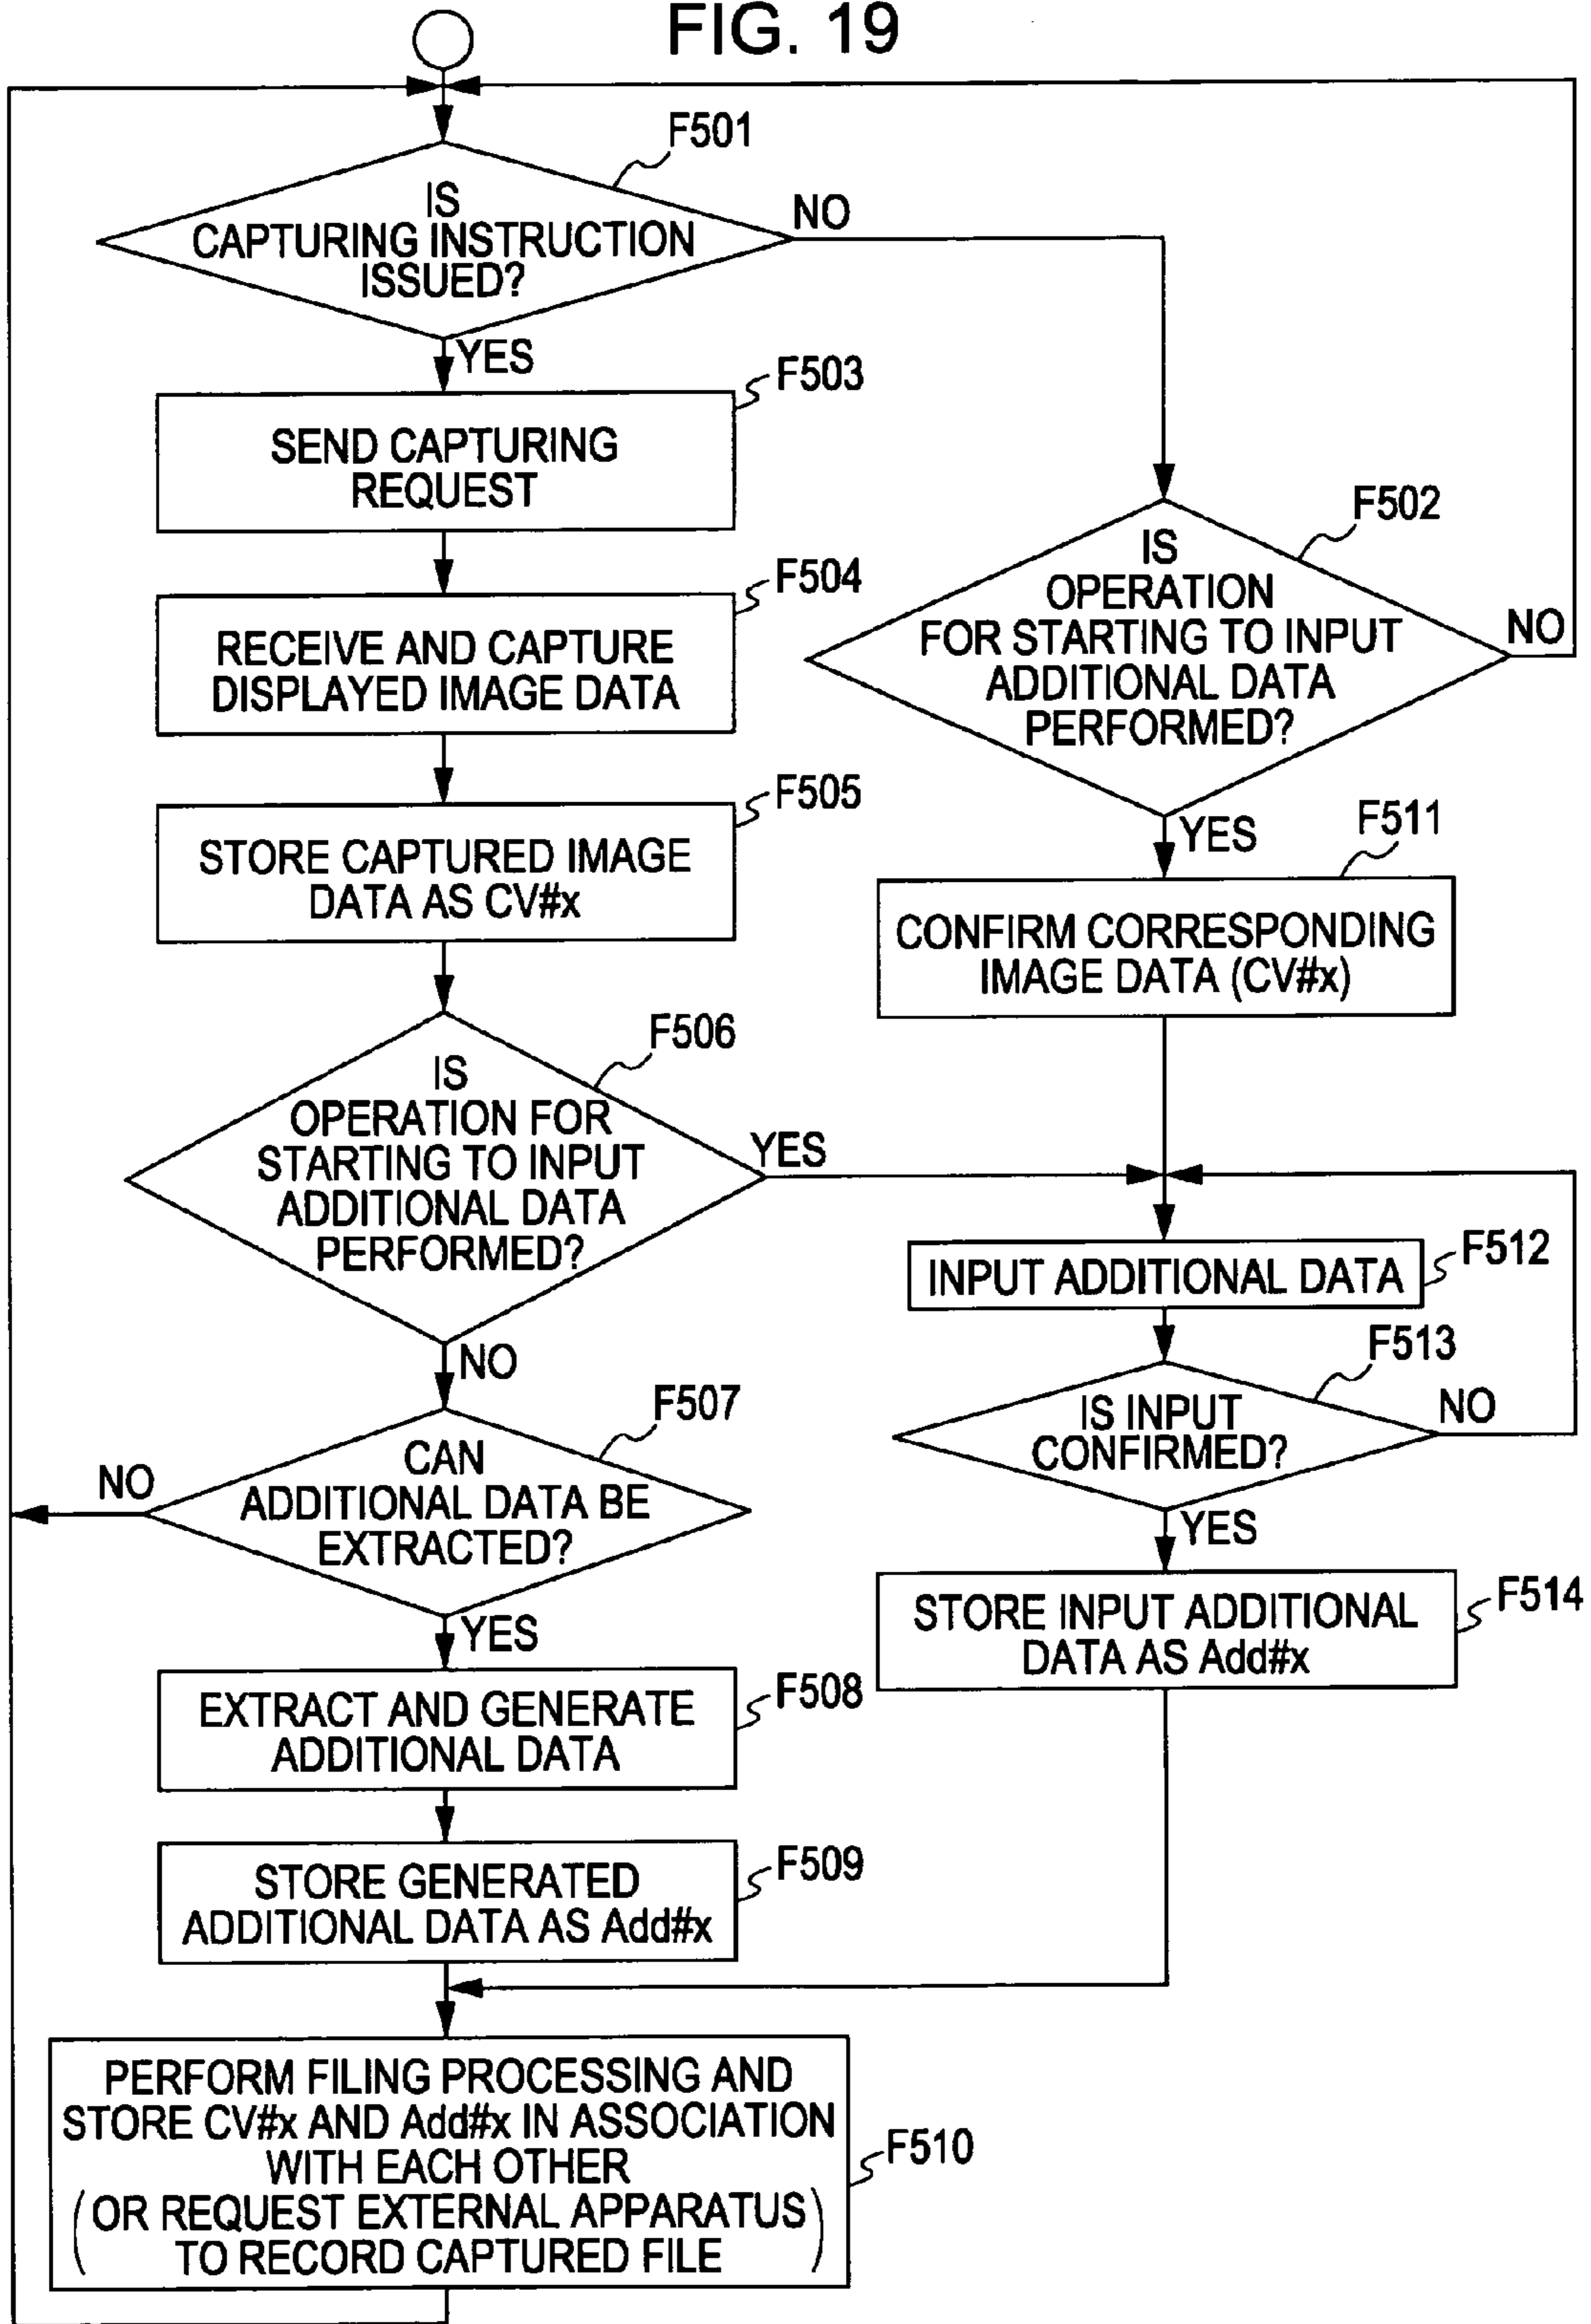 FIG. 19
F501
IS
CAPTURING INSTRUCTION
ISSUED?
NO
YES
F503
SEND CAPTURING
REQUEST
F502
IS
OPERATION
FOR STARTING TO INPUT
ADDITIONAL DATA
PERFORMED?
NO
YES
F504
RECEIVE AND CAPTURE
DISPLAYED IMAGE DATA
F505
STORE CAPTURED IMAGE
DATA AS CV#x
F511
CONFIRM CORRESPONDING
IMAGE DATA (CV#x)
F506
IS
OPERATION FOR
STARTING TO INPUT
ADDITIONAL DATA
PERFORMED?
YES
NO
F512
INPUT ADDITIONAL DATA
F513
IS INPUT
CONFIRMED?
NO
YES
F507
CAN
ADDITIONAL DATA BE
EXTRACTED?
NO
YES
F514
STORE INPUT ADDITIONAL
DATA AS Add#x
F508
EXTRACT AND GENERATE
ADDITIONAL DATA
F509
STORE GENERATED
ADDITIONAL DATA AS Add#x
F510
PERFORM FILING PROCESSING AND
STORE CV#x AND Add#x IN ASSOCIATION
WITH EACH OTHER
(OR REQUEST EXTERNAL APPARATUS
TO RECORD CAPTURED FILE)